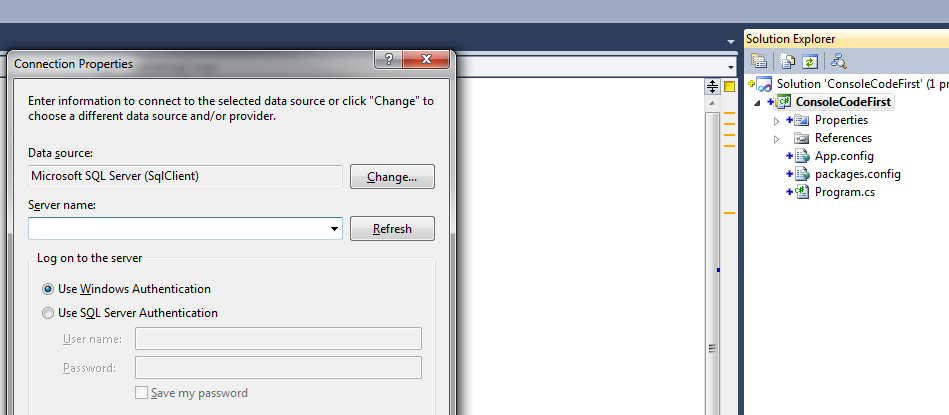 Connection Properties
Enter information to connect to the selected data source or click "Change" to
choose a different data source and/or provider.
Data source:
Microsoft SQL Server (SqlClient)
Change...
Server name:
Refresh
Log on to the server
Use Windows Authentication
Use SQL Server Authentication
User name:
Password:
Save my password
Solution Explorer
Solution 'ConsoleCodeFirst' (1 pr
ConsoleCodeFirst
Properties
References
App.config
packages.config
Program.cs